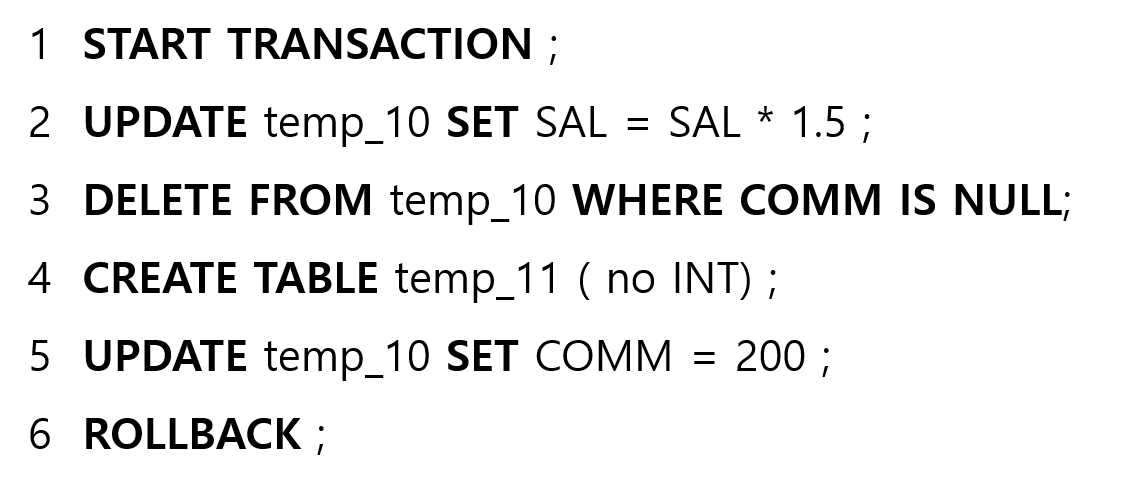 1 START TRANSACTION ;
2 UPDATE temp_10 SET SAL = SAL * 1.5 ;
3 DELETE FROM temp_10 WHERE COMM IS NULL;
4 CREATE TABLE temp_11 ( no INT) ;
5 UPDATE temp_10 SET COMM = 200 ;
6 ROLLBACK ;